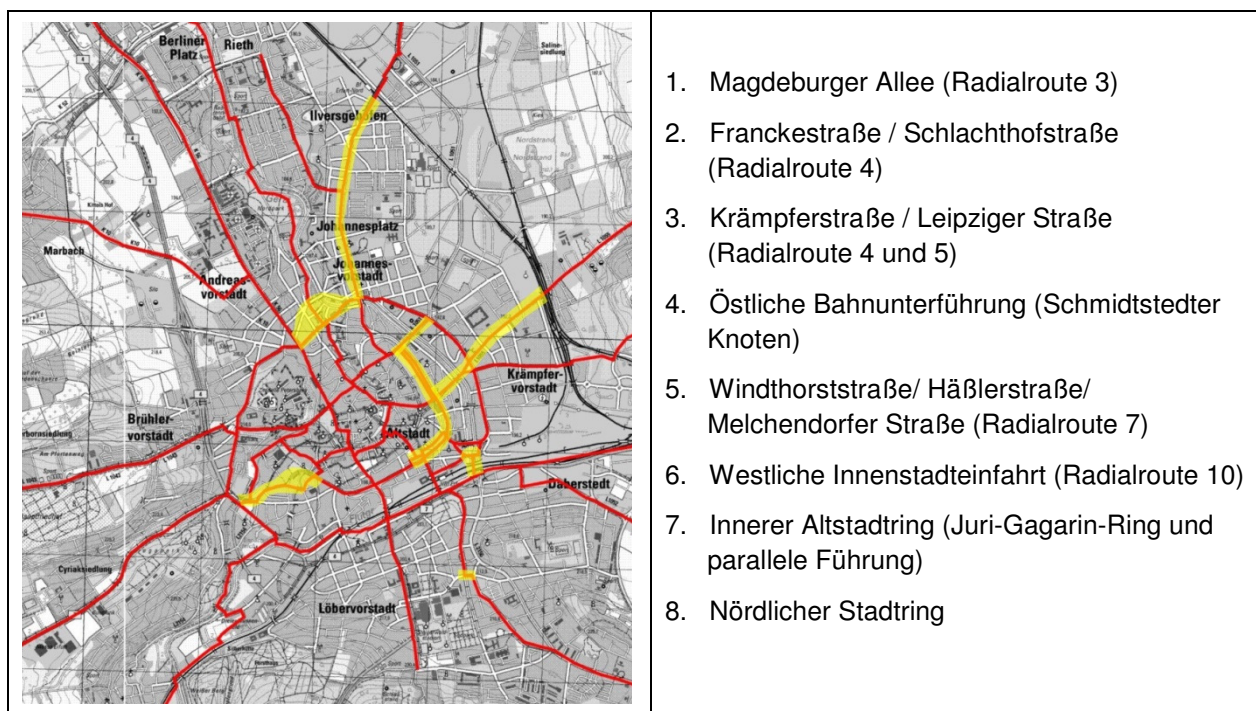 Berliner
Platz
Rieth
Ilversgehofen
Johannesplatz
Johannes-
vorstadt
Marbach
Andreas-
vorstadt
Krämpfer-
vorstadt
Brühler-
vorstadt
Altstadt
Daberstedt
Cyriaksiedlung
Löbervorstadt
1. Magdeburger Allee (Radialroute 3)
2. Franckestraße / Schlachthofstraße
(Radialroute 4)
3. Krämpferstraße / Leipziger Straße
(Radialroute 4 und 5)
4. Östliche Bahnunterführung (Schmidtstedter
Knoten)
5. Windthorststraße/ Häßlerstraße/
Melchendorfer Straße (Radialroute 7)
6. Westliche Innenstadteinfahrt (Radialroute 10)
7. Innerer Altstadtring (Juri-Gagarin-Ring und
parallele Führung)
8. Nördlicher Stadtring